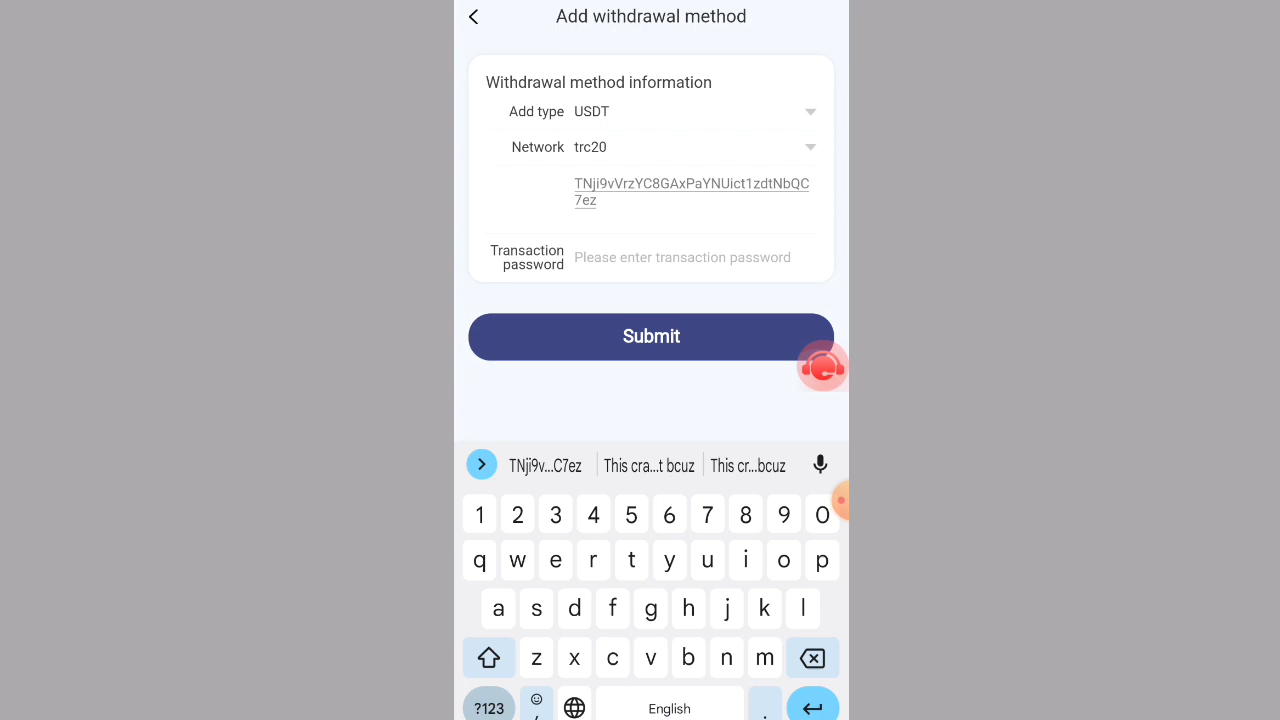 Add withdrawal method
Withdrawal method information
Add type USDT
Network trc20
TNji9vVrzYC8GAxPaYNUict1zdtNbQC
7ez
Transaction
password
Please enter transaction password
Submit
TNji9v...C7ez This cra...t bcuz This cr...bcuz
1 2 3 4 5 6 7 8 9 0
q w e r t y u i o p
a s d f g h j k l
z x c v b n m
?123 , English .